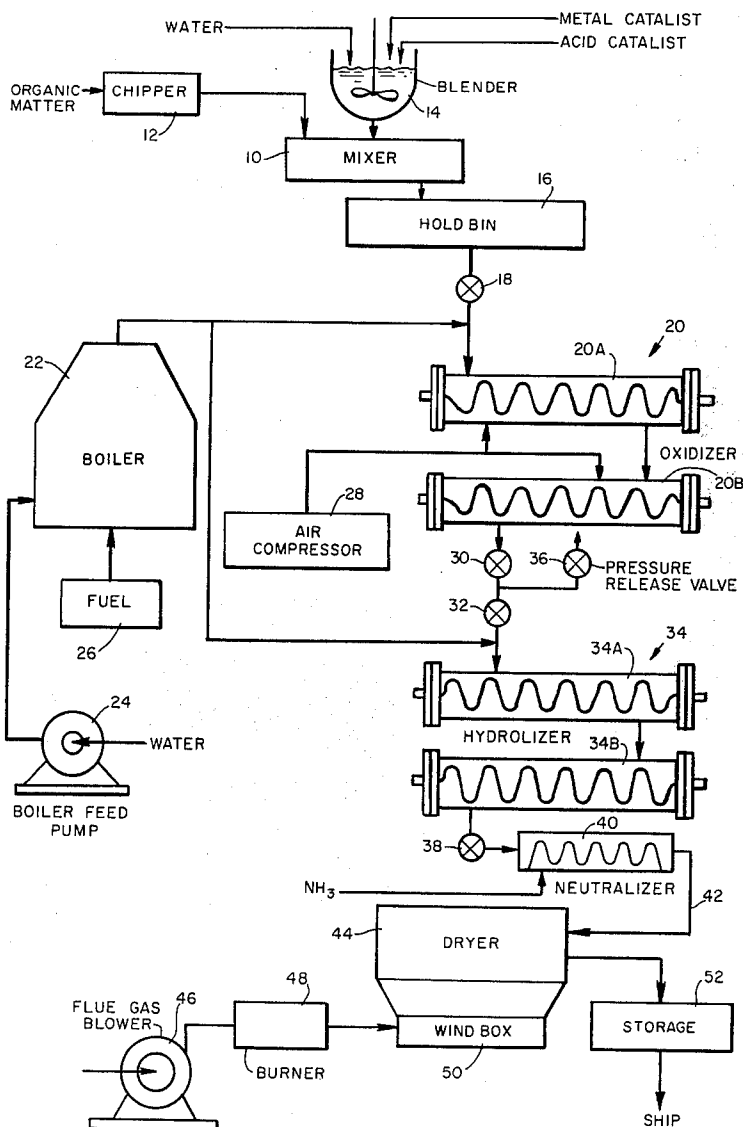 METAL CATALIST
WATER
ACID CATALIST
ORGANIC
MATTER
CHIPPER
BLENDER
12
14
10
MIXER
16
HOLD BIN
18
20
22
20A
BOILER
OXIDIZER
20B
28
AIR
COMPRESSOR
30
36
PRESSURE
RELEASE VALVE
FUEL
26
32
34
34A
24
WATER
HYDROLIZER
34B
BOILER FEED
PUMP
38
40
NH3
NEUTRALIZER
42
44
DRYER
52
FLUE GAS
BLOWER
46
48
WIND BOX
STORAGE
BURNER
50
SHIP